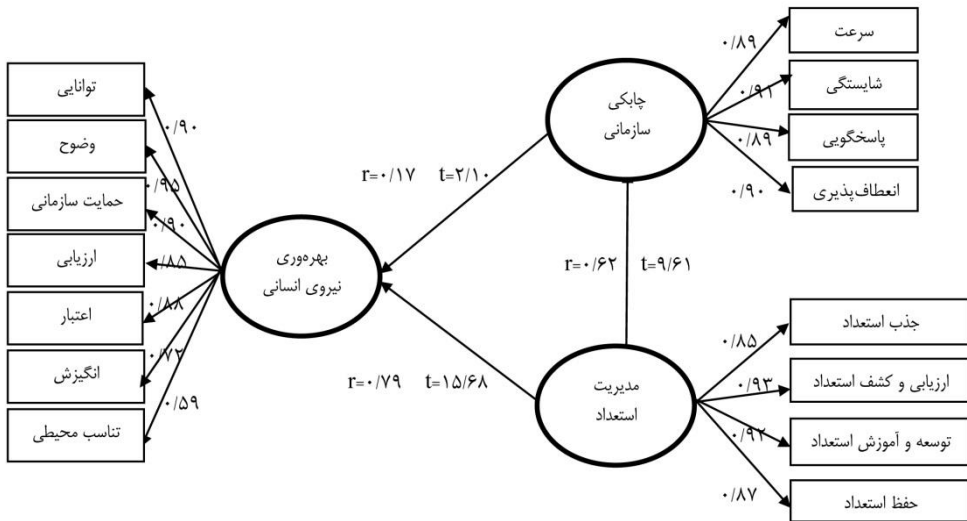 سرعت
شایستگی
پاسخگویی
انعطاف‌پذیری
۰/۸۹
۰/۹۱
۰/۸۹
۰/۹۰
چابکی
سازمانی
r=۰/۱۷ t=۲/۱۰
r=۰/۶۲ t=۹/۶۱
r=۰/۷۹ t=۱۵/۶۸
جذب استعداد
ارزیابی و کشف استعداد
توسعه و آموزش استعداد
حفظ استعداد
۰/۸۵
۰/۹۳
۰/۹۲
۰/۸۷
مدیریت
استعداد
بهره‌وری
نیروی انسانی
۰/۹۰
۰/۹۵
۰/۹۰
۰/۸۵
۰/۸۸
۰/۷۲
۰/۵۹
توانایی
وضوح
حمایت سازمانی
ارزیابی
اعتبار
انگیزش
تناسب محیطی